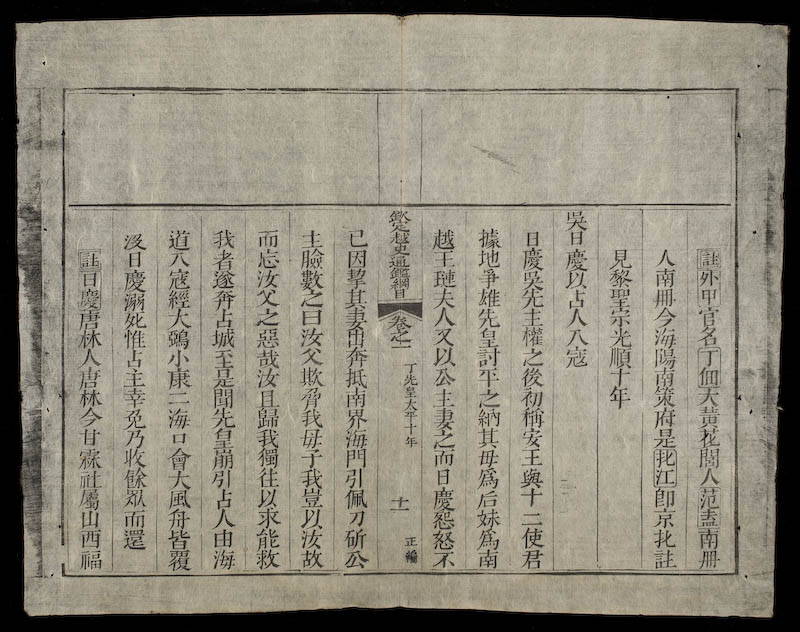 註外甲官名丁佃大黄花閭人范盍南册
人南册今海陽南策府是𡉕江卽京𡉕註
見黎聖宗光順十年
吳日慶以占人入寇
日慶吳先主權之後初稱安王與十二使君
據地爭雄先皇討平之納其母爲后妹爲南
越王璉夫人又以公主妻之而日慶怨怒不
欽定越史通鑑綱目 卷之一 丁先皇太平十年 十一 正編
已因挈其妻出奔抵南界海門引佩刀斫公
主臉數之曰汝父欺脅我母子我豈以汝故
而忘汝父之惡哉汝且歸我獨往以求能救
我者遂奔占城至是聞先皇崩引占人由海
道入寇經大鵶小康二海口會大風舟皆覆
没日慶溺死惟占主幸免乃收餘眾而還
註日慶唐林人唐林今甘霖社屬山西福